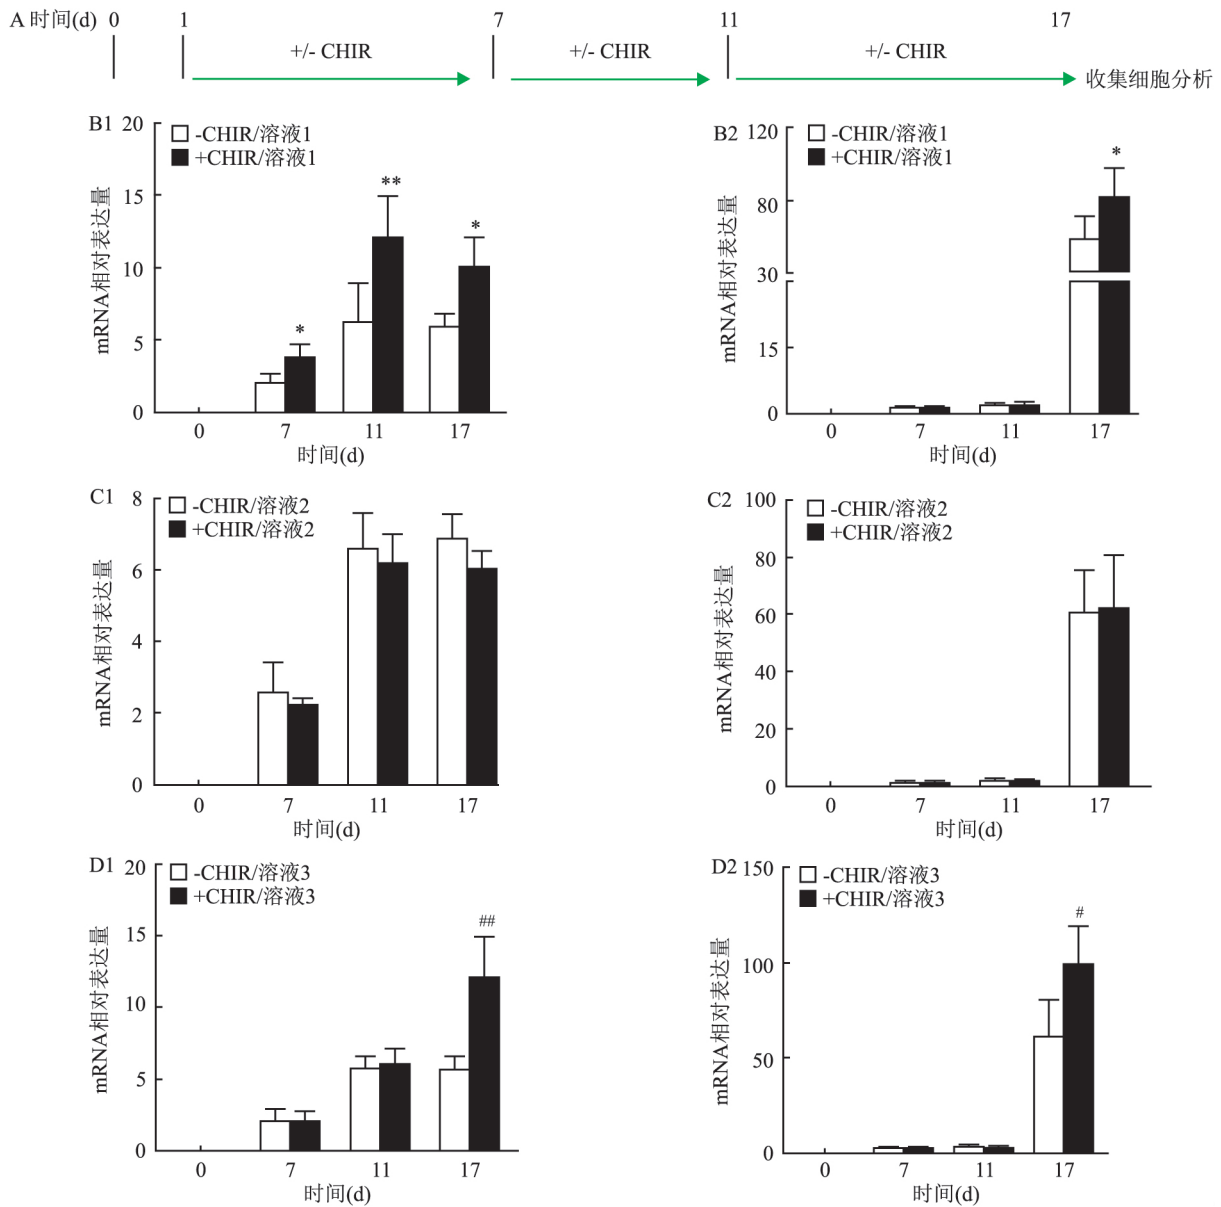 A 时间(d) 0 1 7 11 17
+/- CHIR +/- CHIR +/- CHIR
收集细胞分析
B1
mRNA相对表达量
20
15
10
5
0
-CHIR/溶液1
+CHIR/溶液1
* ** *
0 7 11 17
时间(d)
B2
mRNA相对表达量
120
80
30
15
0
-CHIR/溶液1
+CHIR/溶液1
*
0 7 11 17
时间(d)
C1
mRNA相对表达量
8
6
4
2
0
-CHIR/溶液2
+CHIR/溶液2
0 7 11 17
时间(d)
C2
mRNA相对表达量
100
80
60
40
20
0
-CHIR/溶液2
+CHIR/溶液2
0 7 11 17
时间(d)
D1
mRNA相对表达量
20
15
10
5
0
-CHIR/溶液3
+CHIR/溶液3
##
0 7 11 17
时间(d)
D2
mRNA相对表达量
150
100
50
0
-CHIR/溶液3
+CHIR/溶液3
#
0 7 11 17
时间(d)